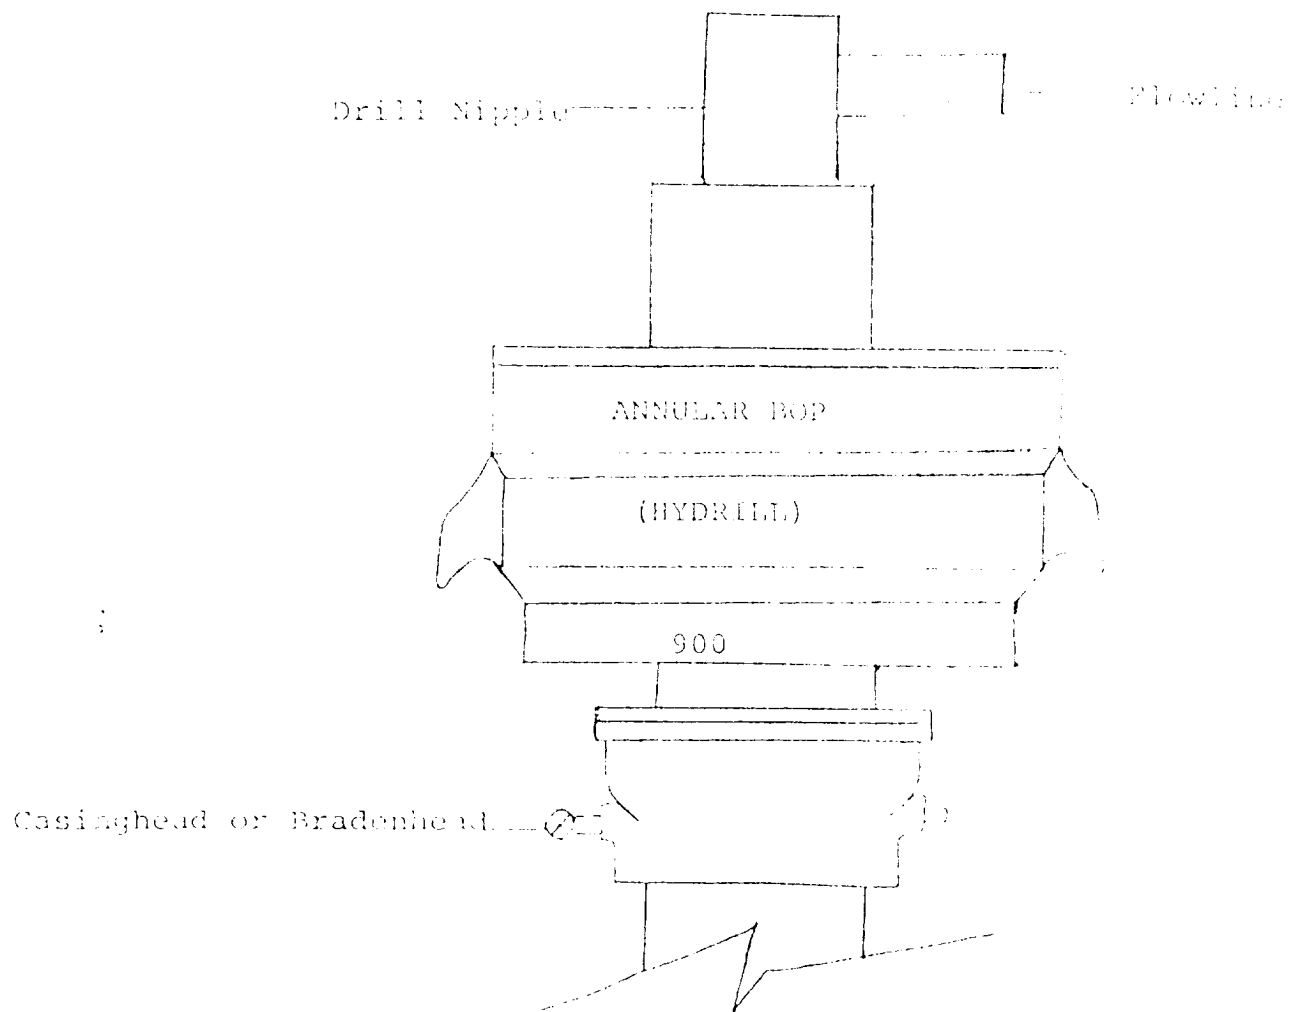 Drill Nipple
Flowline
ANNULAR BOP
(HYDRILL)
900
Casinghead or Bradenhead